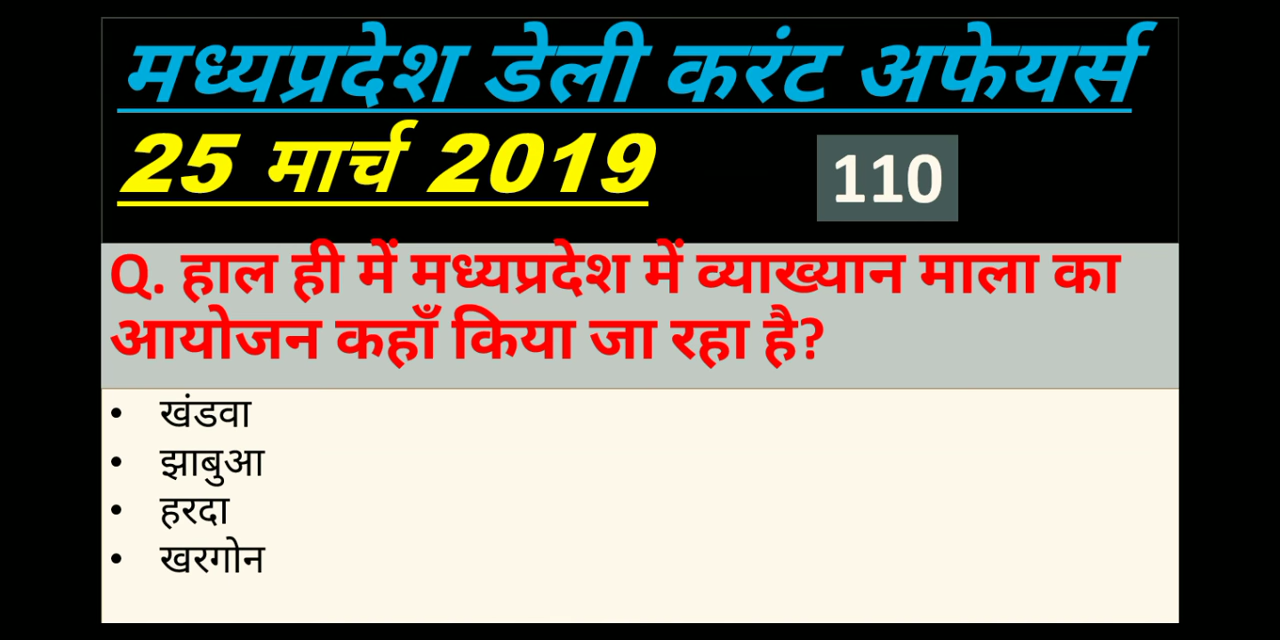 मध्यप्रदेश डेली करंट अफेयर्स
25 मार्च 2019
110
Q. हाल ही में मध्यप्रदेश में व्याख्यान माला का
आयोजन कहाँ किया जा रहा है?
• खंडवा
• झाबुआ
• हरदा
• खरगोन